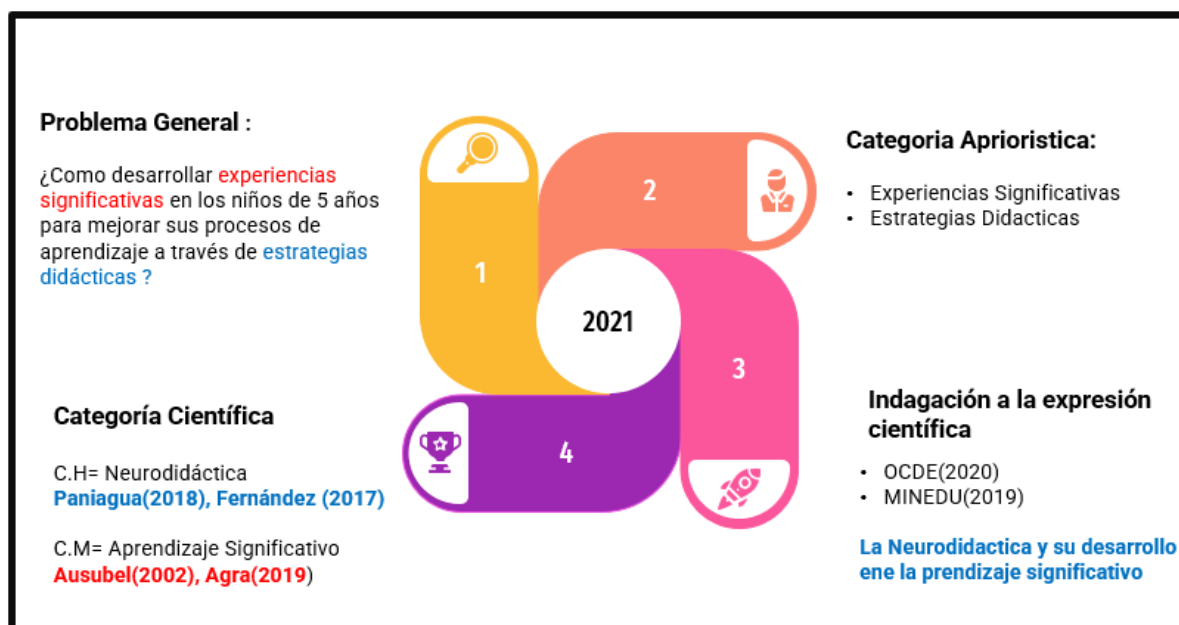 Problema General :
¿Como desarrollar experiencias
significativas en los niños de 5 años
para mejorar sus procesos de
aprendizaje a través de estrategias
didácticas ?
1
2
Categoria Aprioristica:
• Experiencias Significativas
• Estrategias Didacticas
2021
3
Indagación a la expresión
científica
• OCDE(2020)
• MINEDU(2019)
La Neurodidactica y su desarrollo
ene la prendizaje significativo
4
Categoría Científica
C.H= Neurodidáctica
Paniagua(2018), Fernández (2017)
C.M= Aprendizaje Significativo
Ausubel(2002), Agra(2019)